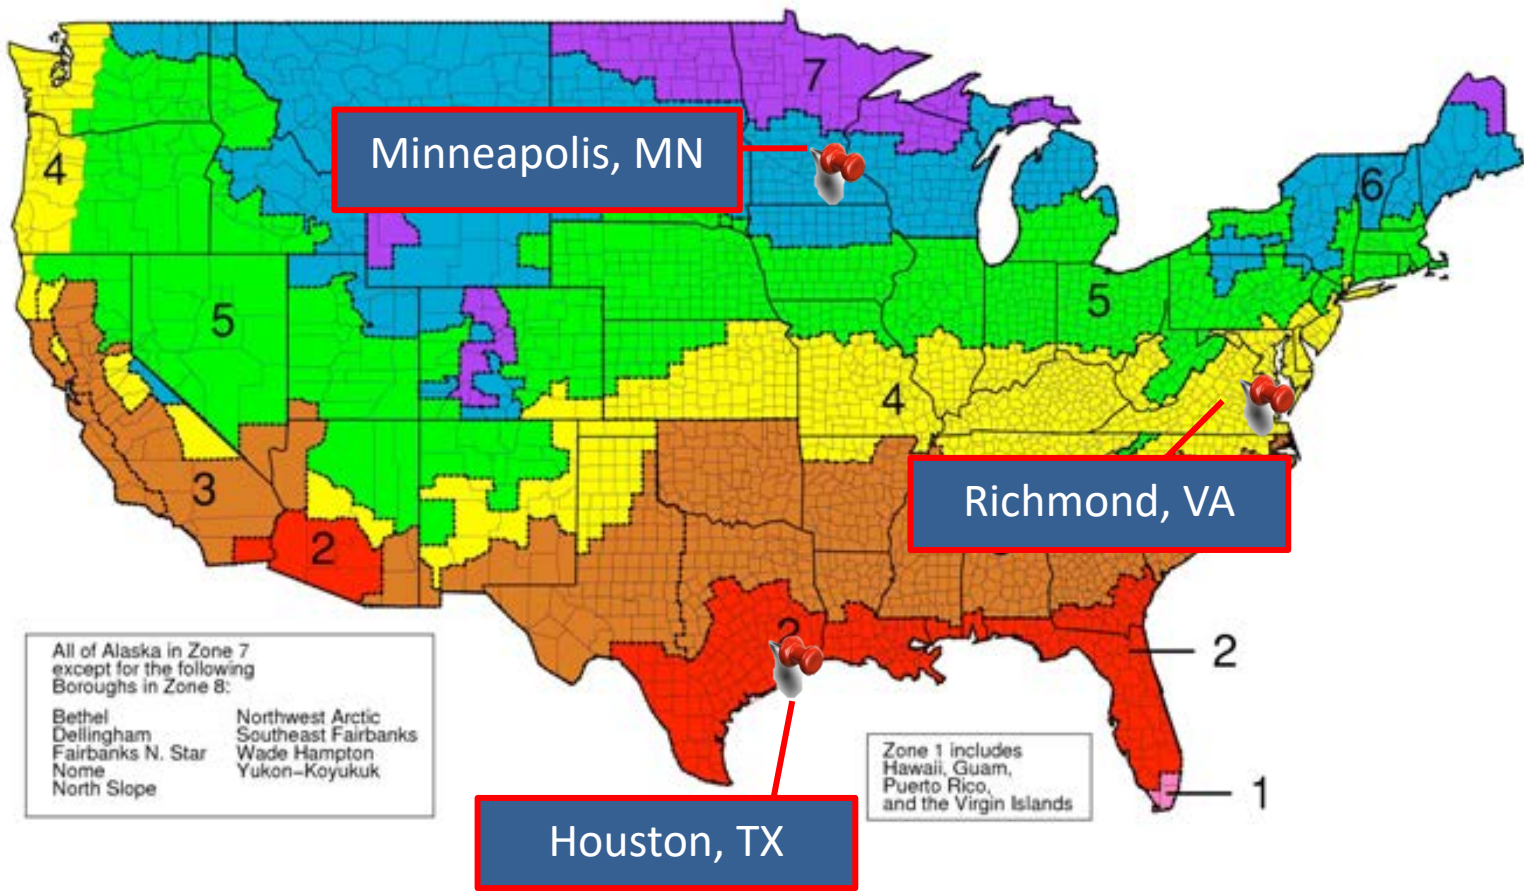 7
Minneapolis, MN
4
6
5
5
4
Richmond, VA
3
2
2
2
All of Alaska in Zone 7
except for the following
Boroughs in Zone 8:
Bethel Northwest Arctic
Dellingham Southeast Fairbanks
Fairbanks N. Star Wade Hampton
Nome Yukon-Koyukuk
North Slope
Zone 1 includes
Hawaii, Guam,
Puerto Rico,
and the Virgin Islands
1
Houston, TX